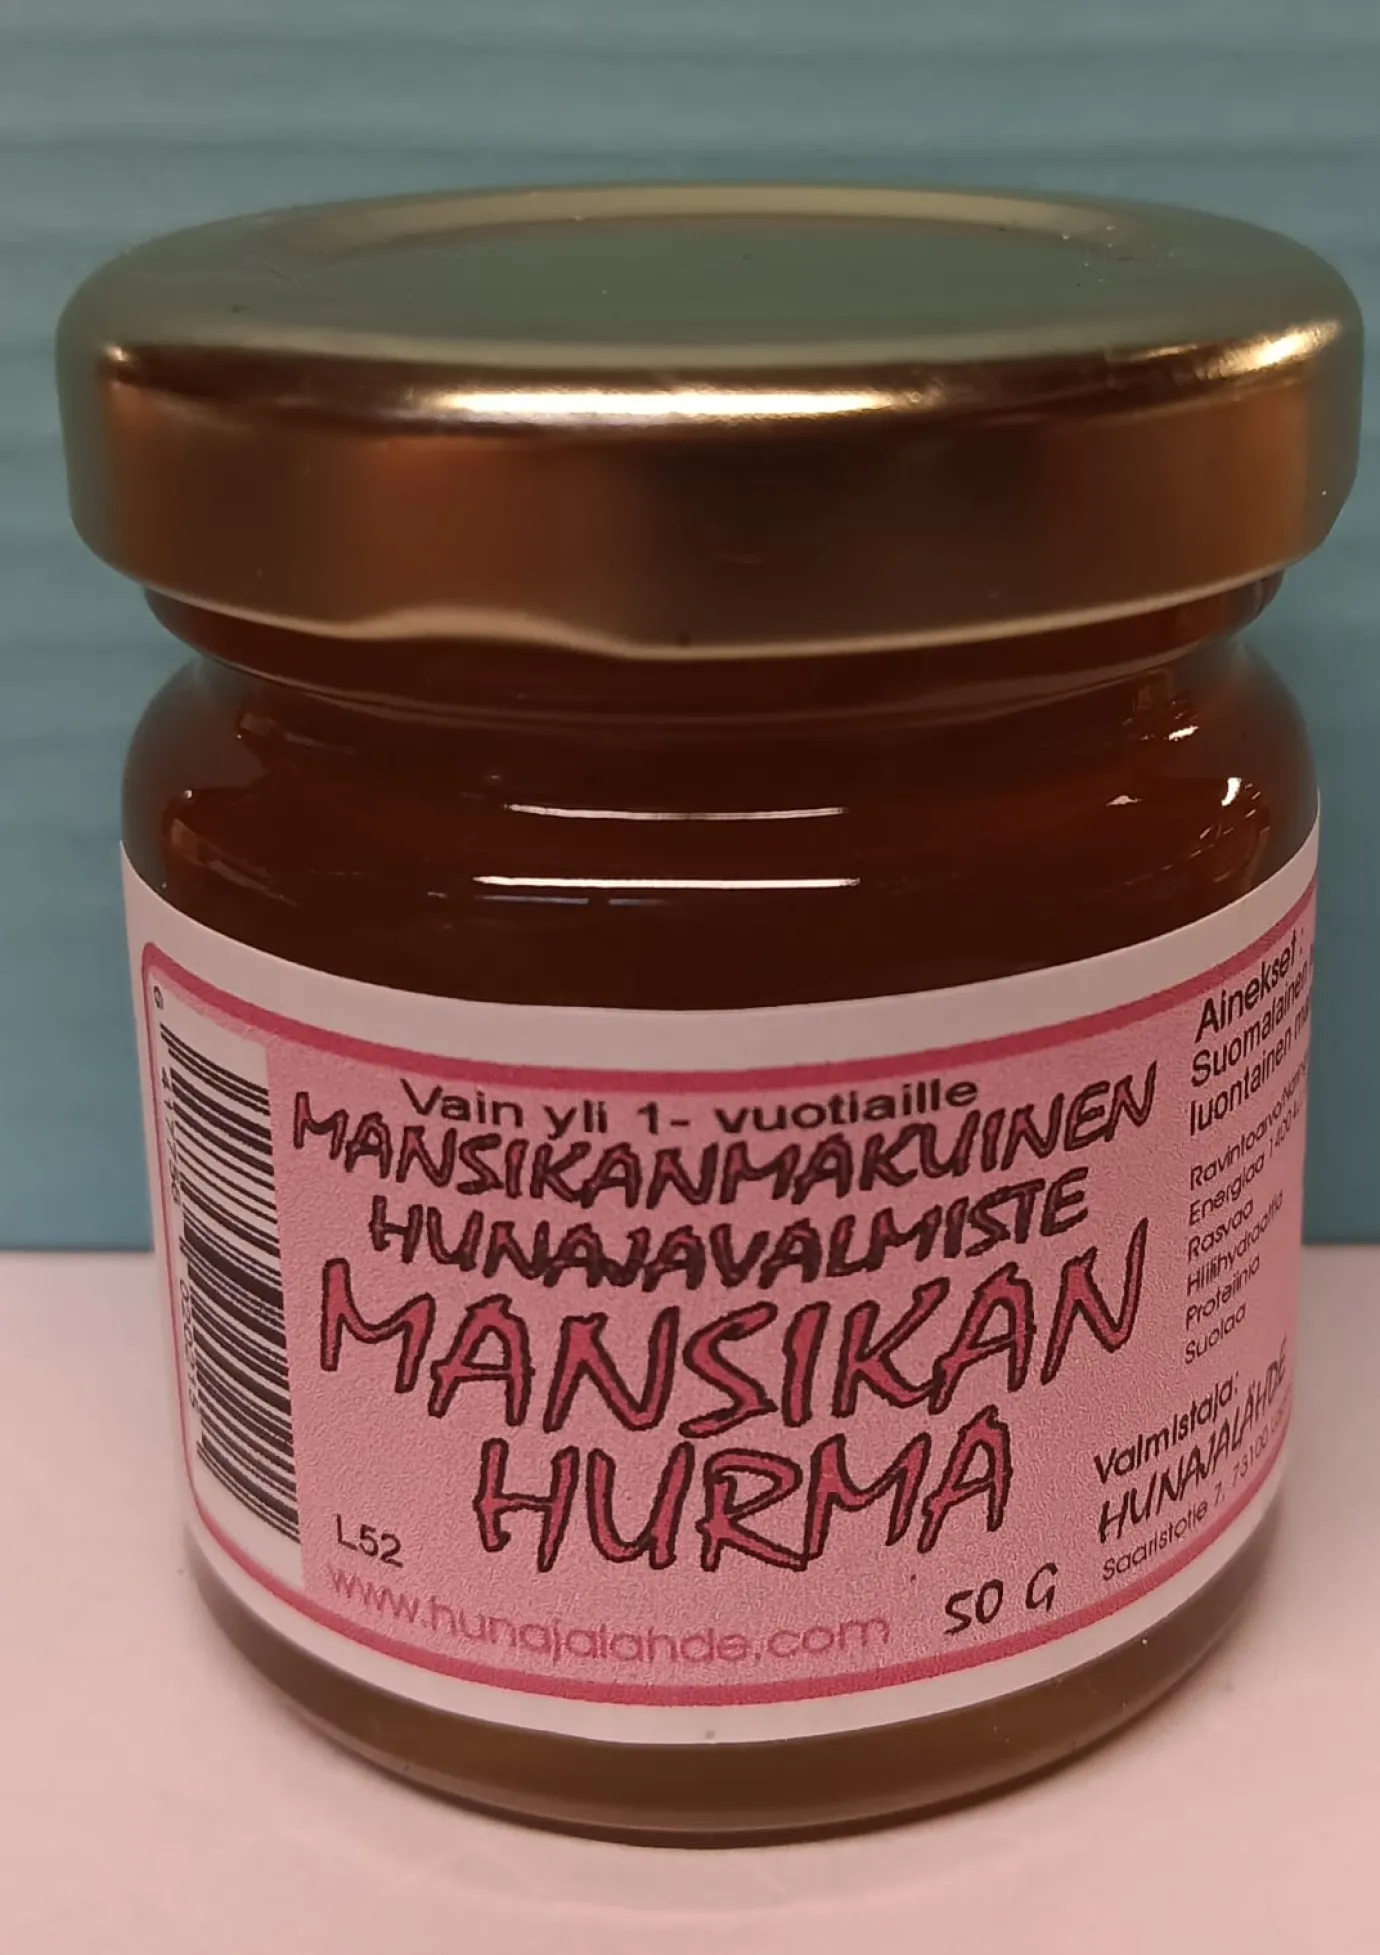 Vain yli 1- vuotiaille
MANSIKANMAKUINEN
HUNAJAVALMISTE
MANSIKAN
HURMA
L52
www.hunajalahde.com
50 G
Ainekset:
Suomalainen
luontainen
Energiaa
Rasvaa
Hiilihydraattia
Proteiinia
Suolaa
Valmistaja:
HUNAJALÄHDE
Saaristotie 7, 73100